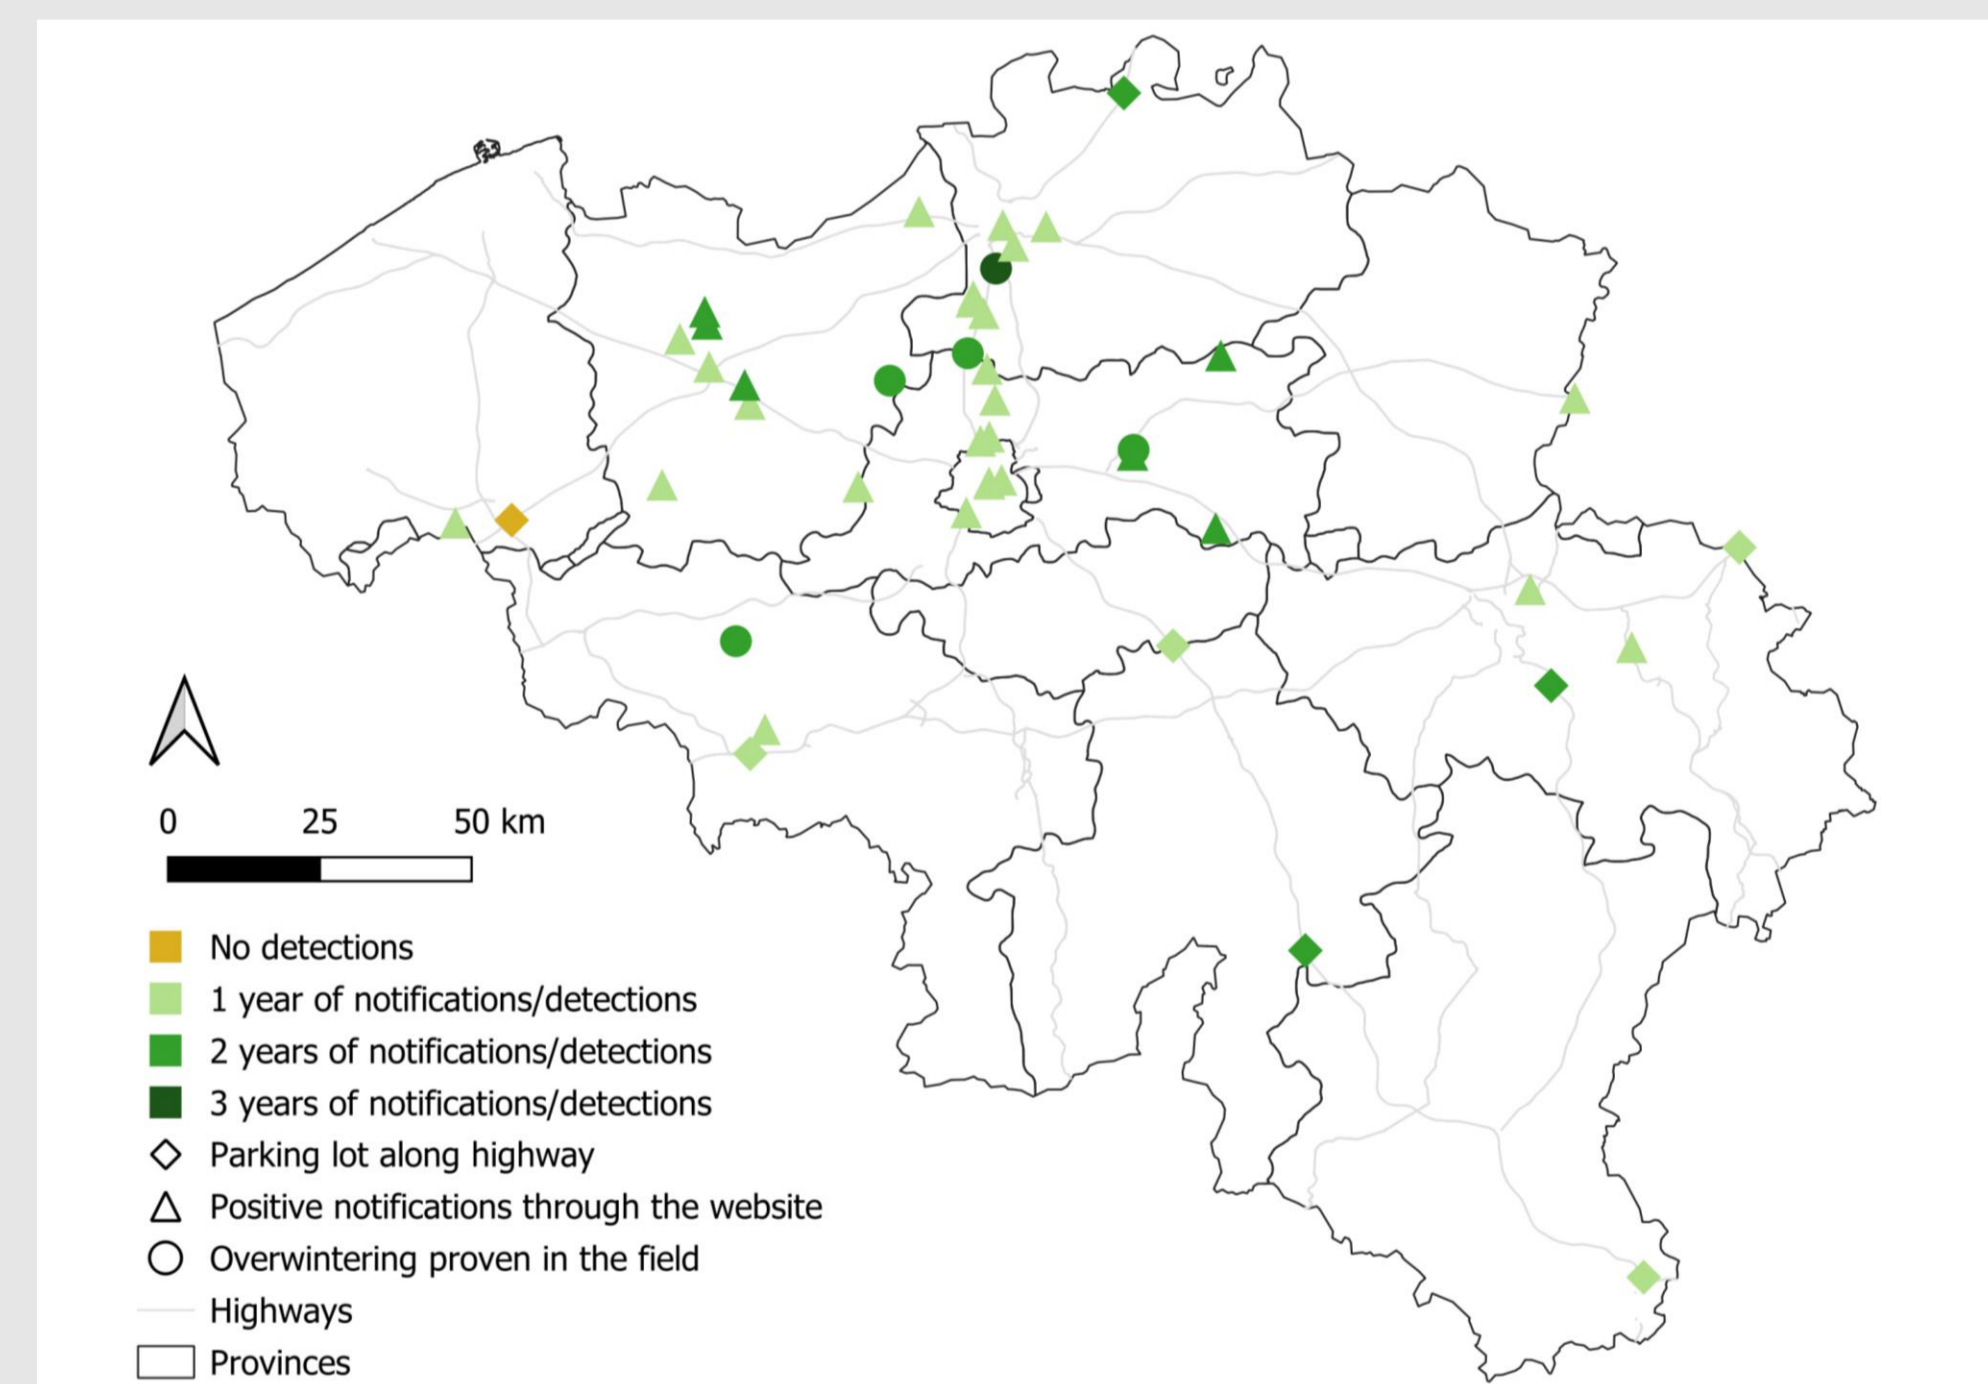 0 25 50 km
No detections
1 year of notifications/detections
2 years of notifications/detections
3 years of notifications/detections
Parking lot along highway
Positive notifications through the website
Overwintering proven in the field
Highways
Provinces